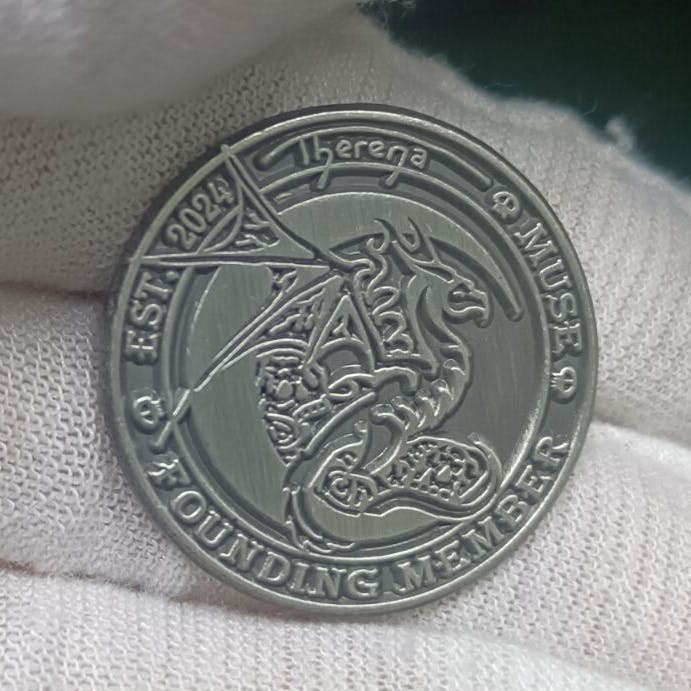 Therena
EST. 2024
MUSE
FOUNDING MEMBER